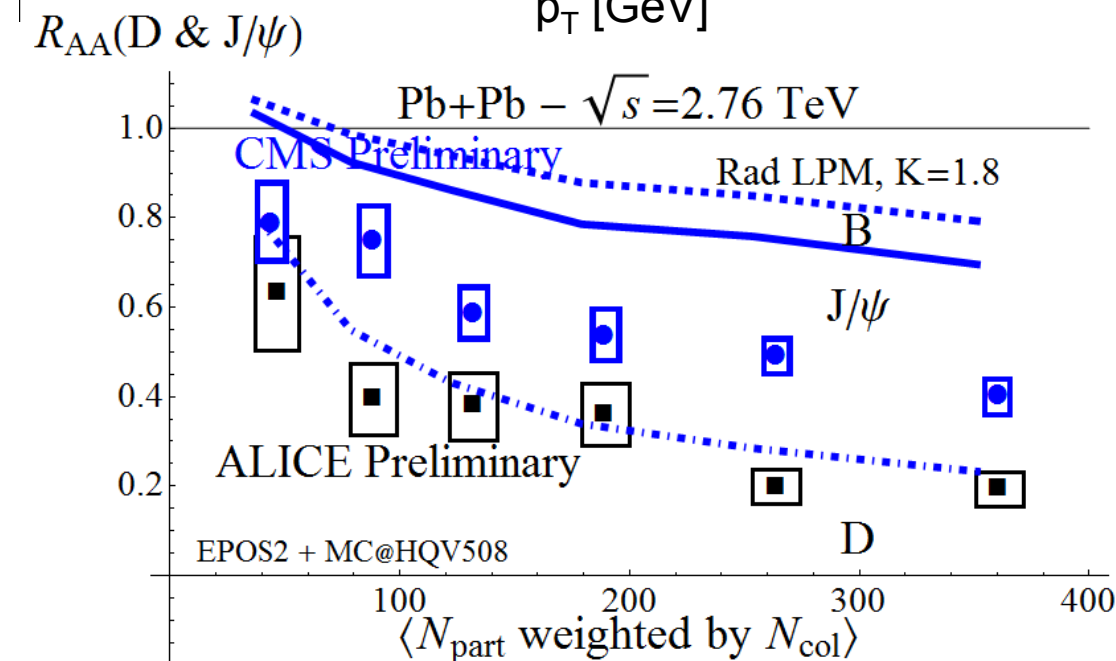 p_T [GeV]
R_AA(D & J/ψ)
Pb+Pb − √s =2.76 TeV
1.0
CMS Preliminary
Rad LPM, K=1.8
0.8
B
J/ψ
0.6
0.4
ALICE Preliminary
0.2
D
EPOS2 + MC@HQV508
100 200 300 400
⟨N_part weighted by N_col⟩